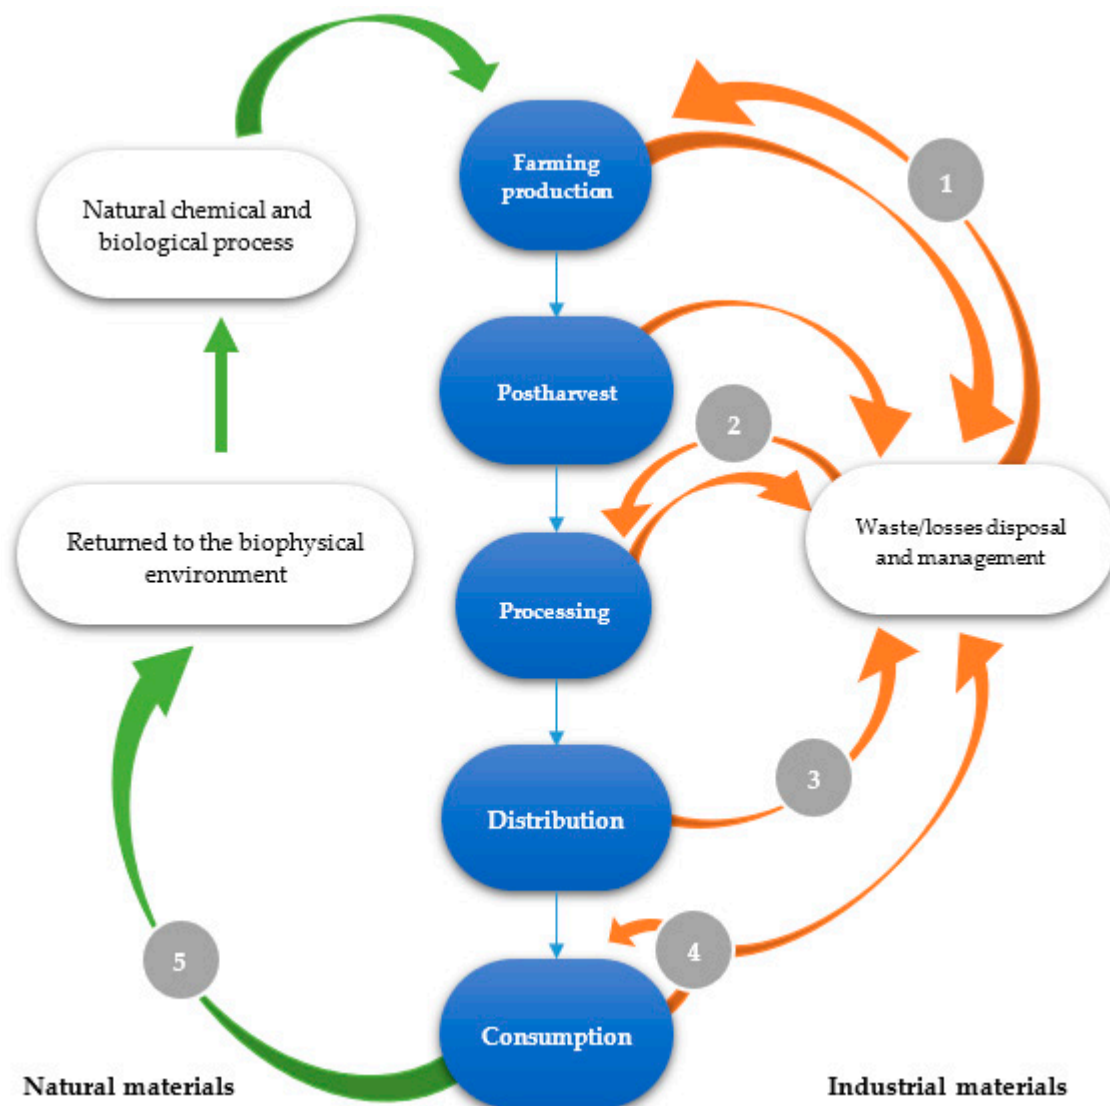 Farming
production
1
Natural chemical and
biological process
Postharvest
2
Returned to the biophysical
environment
Waste/losses disposal
and management
Processing
3
Distribution
4
5
Consumption
Natural materials
Industrial materials